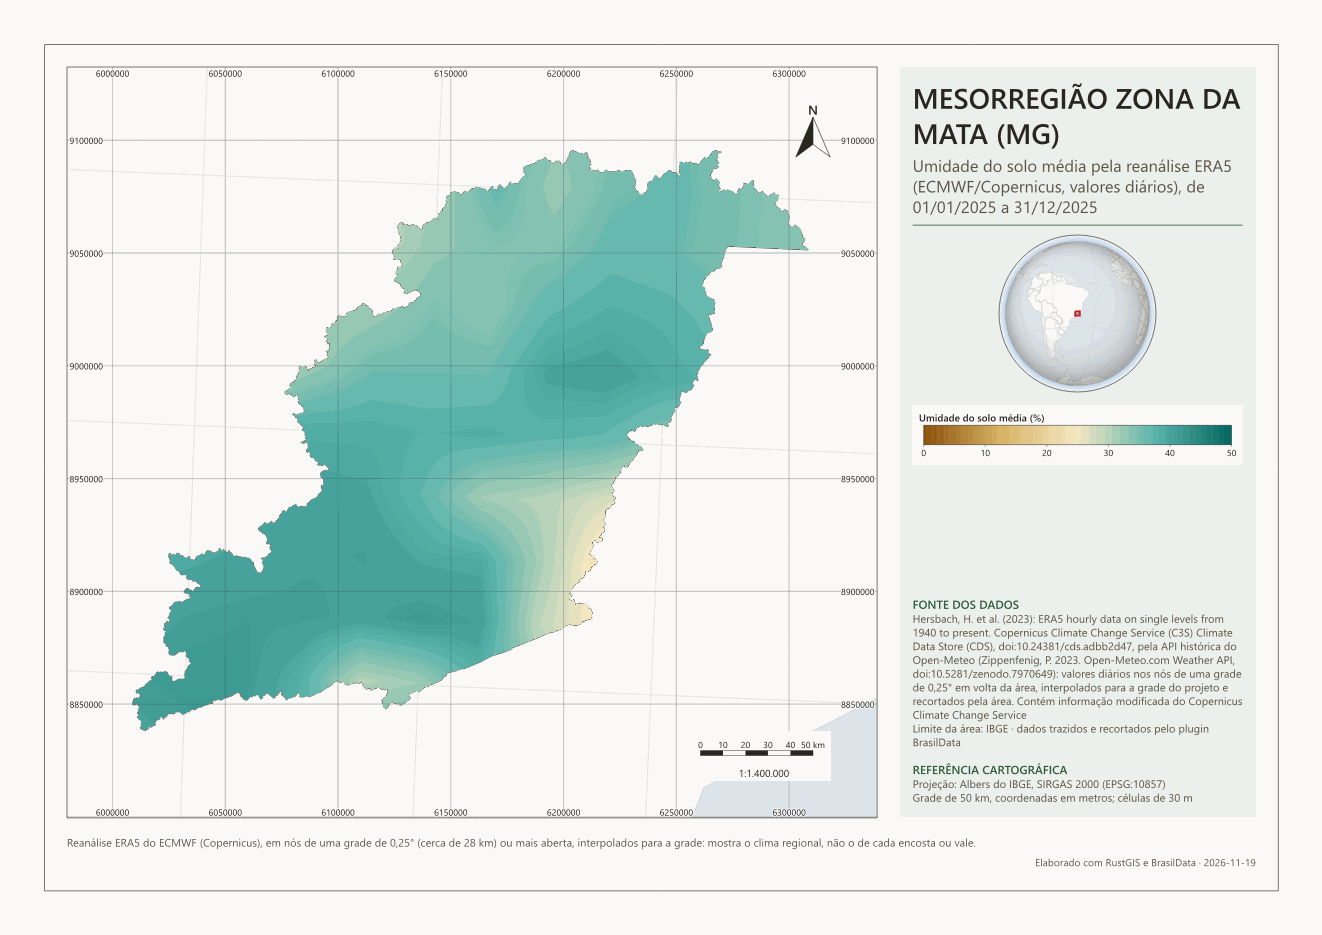 6000000 6050000 6100000 6150000 6200000 6250000 6300000
N
9100000 9100000
9050000 9050000
9000000 9000000
8950000 8950000
8900000 8900000
8850000 8850000
0 10 20 30 40 50 km
1:1.400.000
6000000 6050000 6100000 6150000 6200000 6250000 6300000
MESORREGIÃO ZONA DA
MATA (MG)
Umidade do solo média pela reanálise ERA5
(ECMWF/Copernicus, valores diários), de
01/01/2025 a 31/12/2025
Umidade do solo média (%)
0 10 20 30 40 50
FONTE DOS DADOS
Hersbach, H. et al. (2023): ERA5 hourly data on single levels from
1940 to present. Copernicus Climate Change Service (C3S) Climate
Data Store (CDS), doi:10.24381/cds.adbb2d47, pela API histórica do
Open-Meteo (Zippenfenig, P. 2023. Open-Meteo.com Weather API,
doi:10.5281/zenodo.7970649): valores diários nos nós de uma grade
de 0,25° em volta da área, interpolados para a grade do projeto e
recortados pela área. Contém informação modificada do Copernicus
Climate Change Service
Limite da área: IBGE · dados trazidos e recortados pelo plugin
BrasilData
REFERÊNCIA CARTOGRÁFICA
Projeção: Albers do IBGE, SIRGAS 2000 (EPSG:10857)
Grade de 50 km, coordenadas em metros; células de 30 m
Reanálise ERA5 do ECMWF (Copernicus), em nós de uma grade de 0,25° (cerca de 28 km) ou mais aberta, interpolados para a grade: mostra o clima regional, não o de cada encosta ou vale.
Elaborado com RustGIS e BrasilData · 2026-11-19